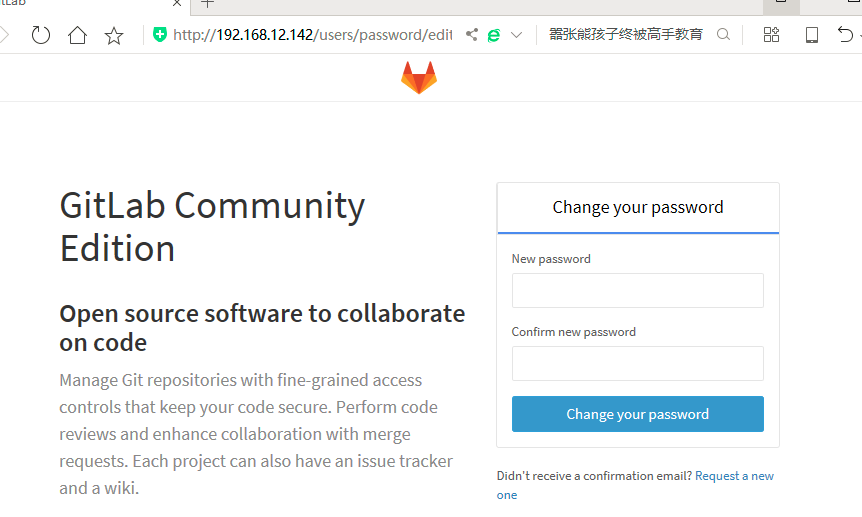 http://192.168.12.142/users/password/edit
嚣张熊孩子终被高手教育
GitLab Community
Edition
Open source software to collaborate
on code
Manage Git repositories with fine-grained access
controls that keep your code secure. Perform code
reviews and enhance collaboration with merge
requests. Each project can also have an issue tracker
and a wiki.
Change your password
New password
Confirm new password
Change your password
Didn't receive a confirmation email? Request a new
one